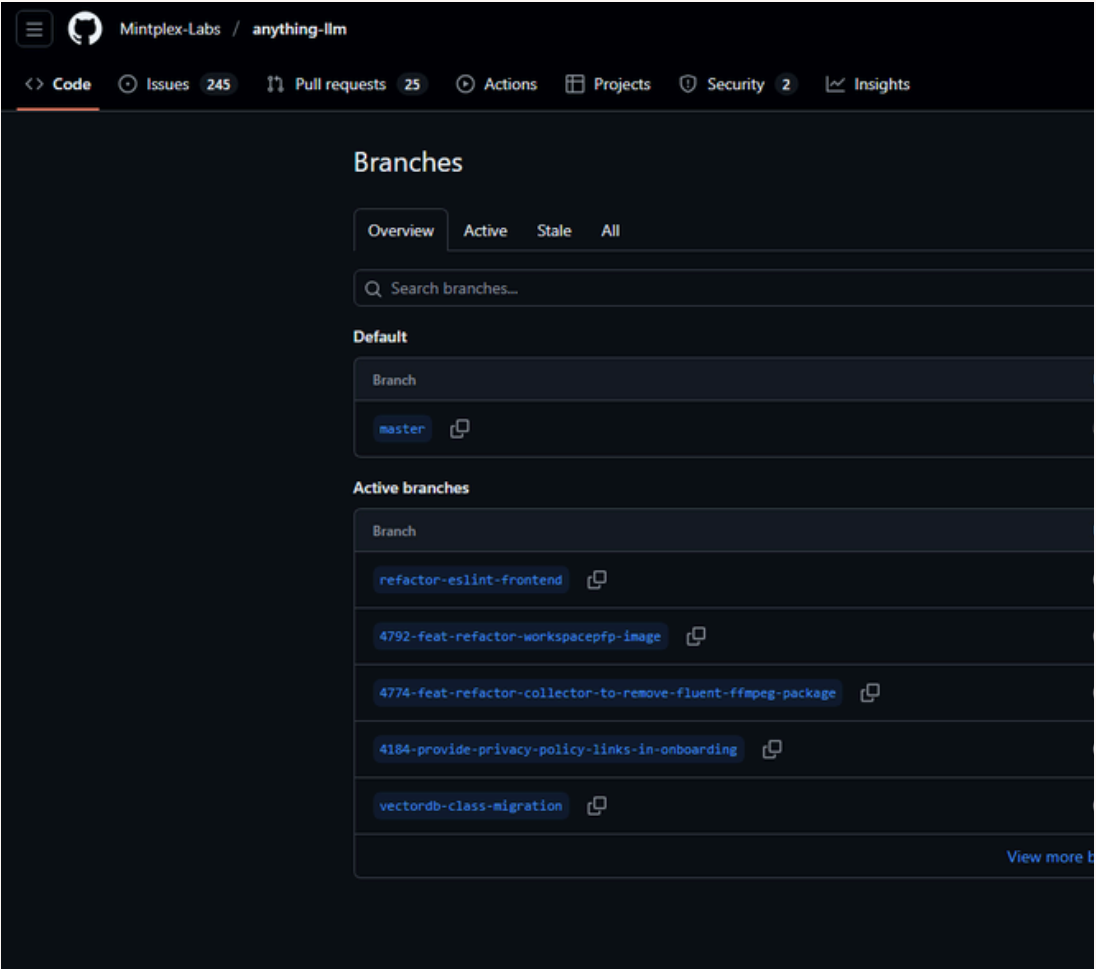 Mintplex-Labs / anything-llm
Code Issues 245 Pull requests 25 Actions Projects Security 2 Insights
Branches
Overview Active Stale All
Search branches...
Default
Branch
master
Active branches
Branch
refactor-eslint-frontend
4792-feat-refactor-workspacepfp-image
4774-feat-refactor-collector-to-remove-fluent-ffmpeg-package
4184-provide-privacy-policy-links-in-onboarding
vectordb-class-migration
View more b